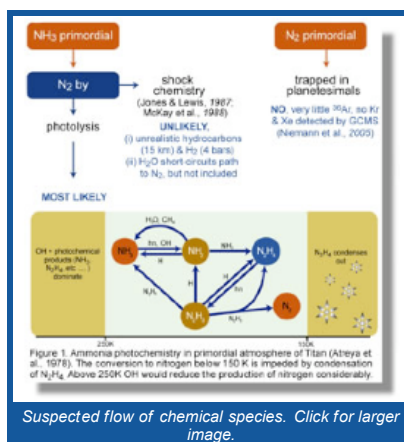 NH3 primordial
N2 primordial
N2 by
shock
chemistry
(Jones & Lewis, 1987;
McKay et al., 1988)
trapped in
planetesimals
photolysis
UNLIKELY,
(i) unrealistic hydrocarbons
(15 km) & H2 (4 bars)
(ii) H2O short-circuits path
to N2, but not included
NO, very little 36Ar, no Kr
& Xe detected by GCMS
(Niemann et al., 2005)
MOST LIKELY
OH + photochemical
products (NH3,
N2H4, etc ....)
dominate
H2O, CH4
NH3
hn, OH
H
NH2
NH2
N2H4
H
H
hn
N2H3
N2H3
N2H3
N2
N2H4 condenses
out
250K
150K
Figure 1. Ammonia photochemistry in primordial atmosphere of Titan (Atreya et
al., 1978). The conversion to nitrogen below 150 K is impeded by condensation
of N2H4. Above 250K OH would reduce the production of nitrogen considerably.
Suspected flow of chemical species. Click for larger
image.